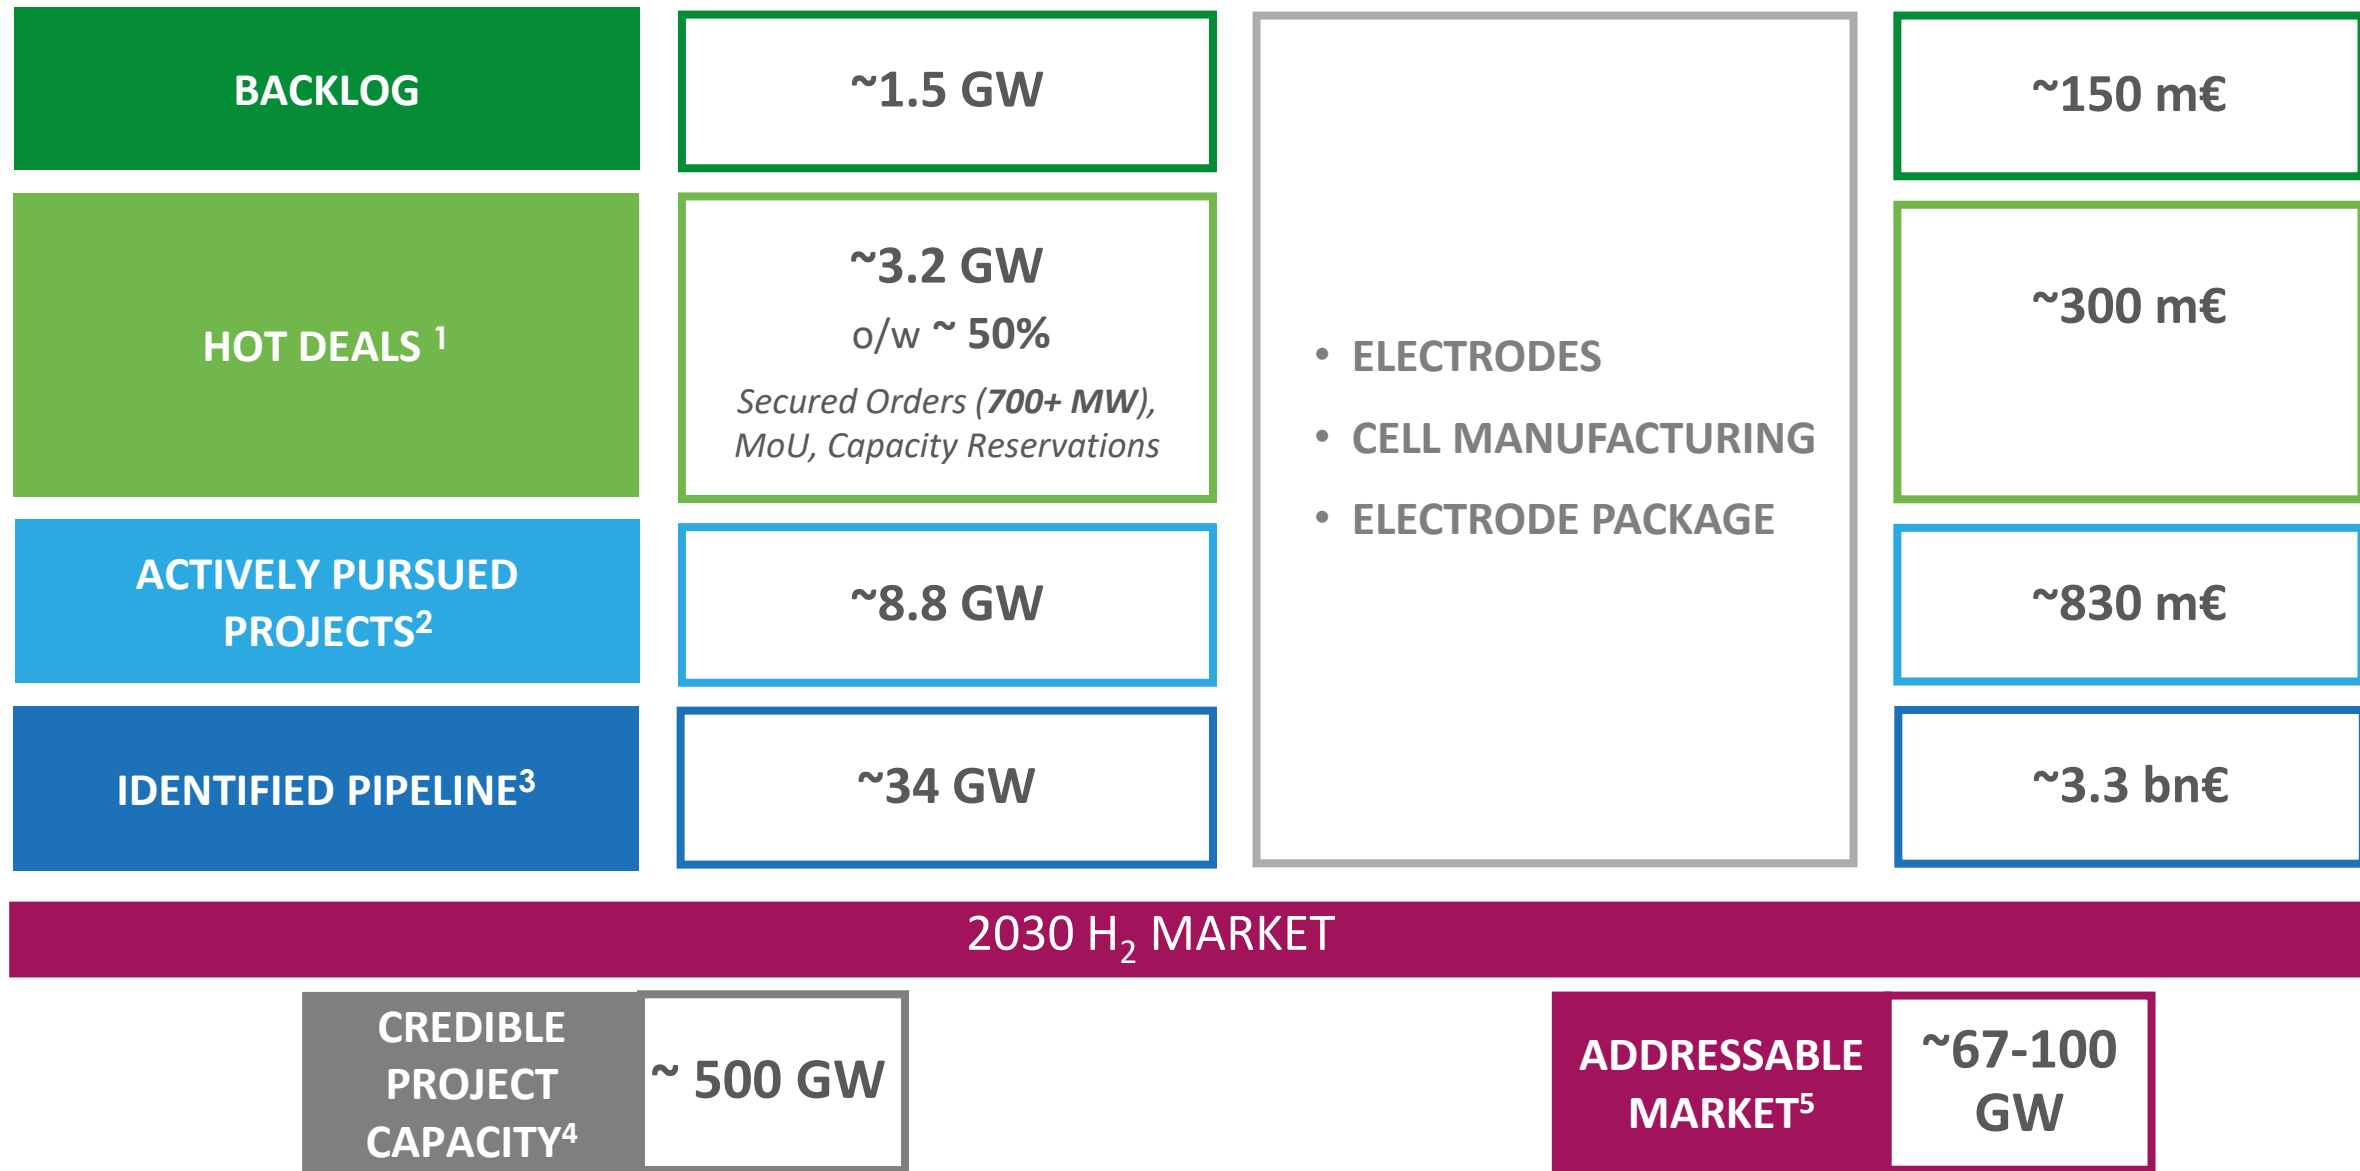 BACKLOG
~1.5 GW
~150 m€
HOT DEALS 1
~3.2 GW
o/w ~ 50%
Secured Orders (700+ MW),
MoU, Capacity Reservations
• ELECTRODES
• CELL MANUFACTURING
• ELECTRODE PACKAGE
~300 m€
ACTIVELY PURSUED
PROJECTS2
~8.8 GW
~830 m€
IDENTIFIED PIPELINE3
~34 GW
~3.3 bn€
2030 H2 MARKET
CREDIBLE
PROJECT
CAPACITY4
~ 500 GW
ADDRESSABLE
MARKET5
~67-100
GW